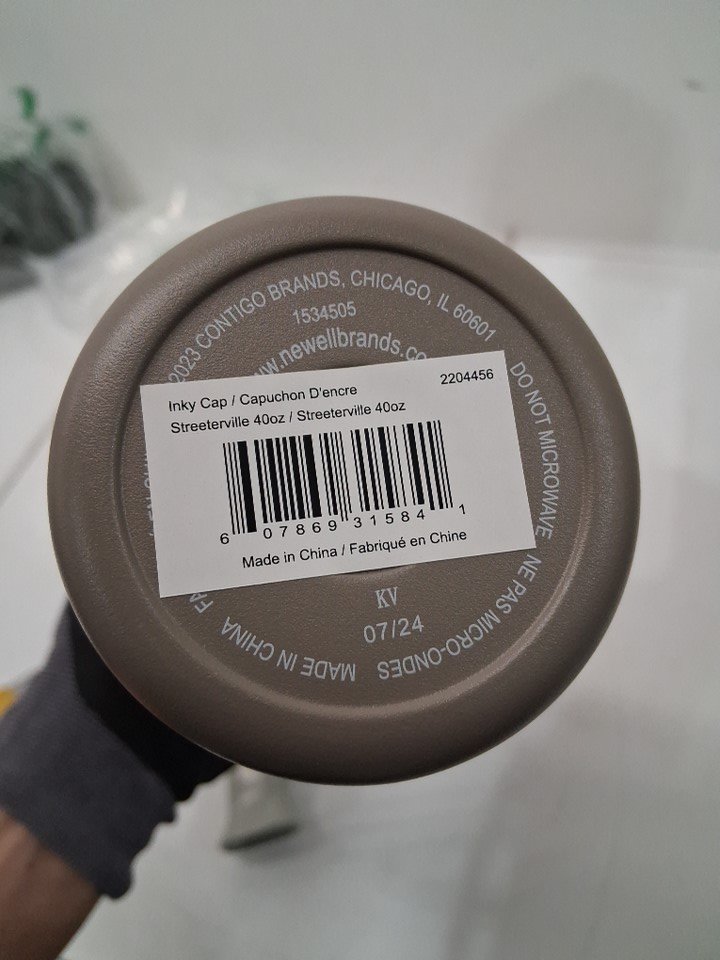 2023 CONTIGO BRANDS, CHICAGO, IL 60601
1534505
www.newellbrands.co
Inky Cap / Capuchon D'encre
2204456
Streeterville 40oz / Streeterville 40oz
6 07869 31584 1
Made in China / Fabriqué en Chine
KV
07/24
DO NOT MICROWAVE
NE PAS MICRO-ONDES
MADE IN CHINA